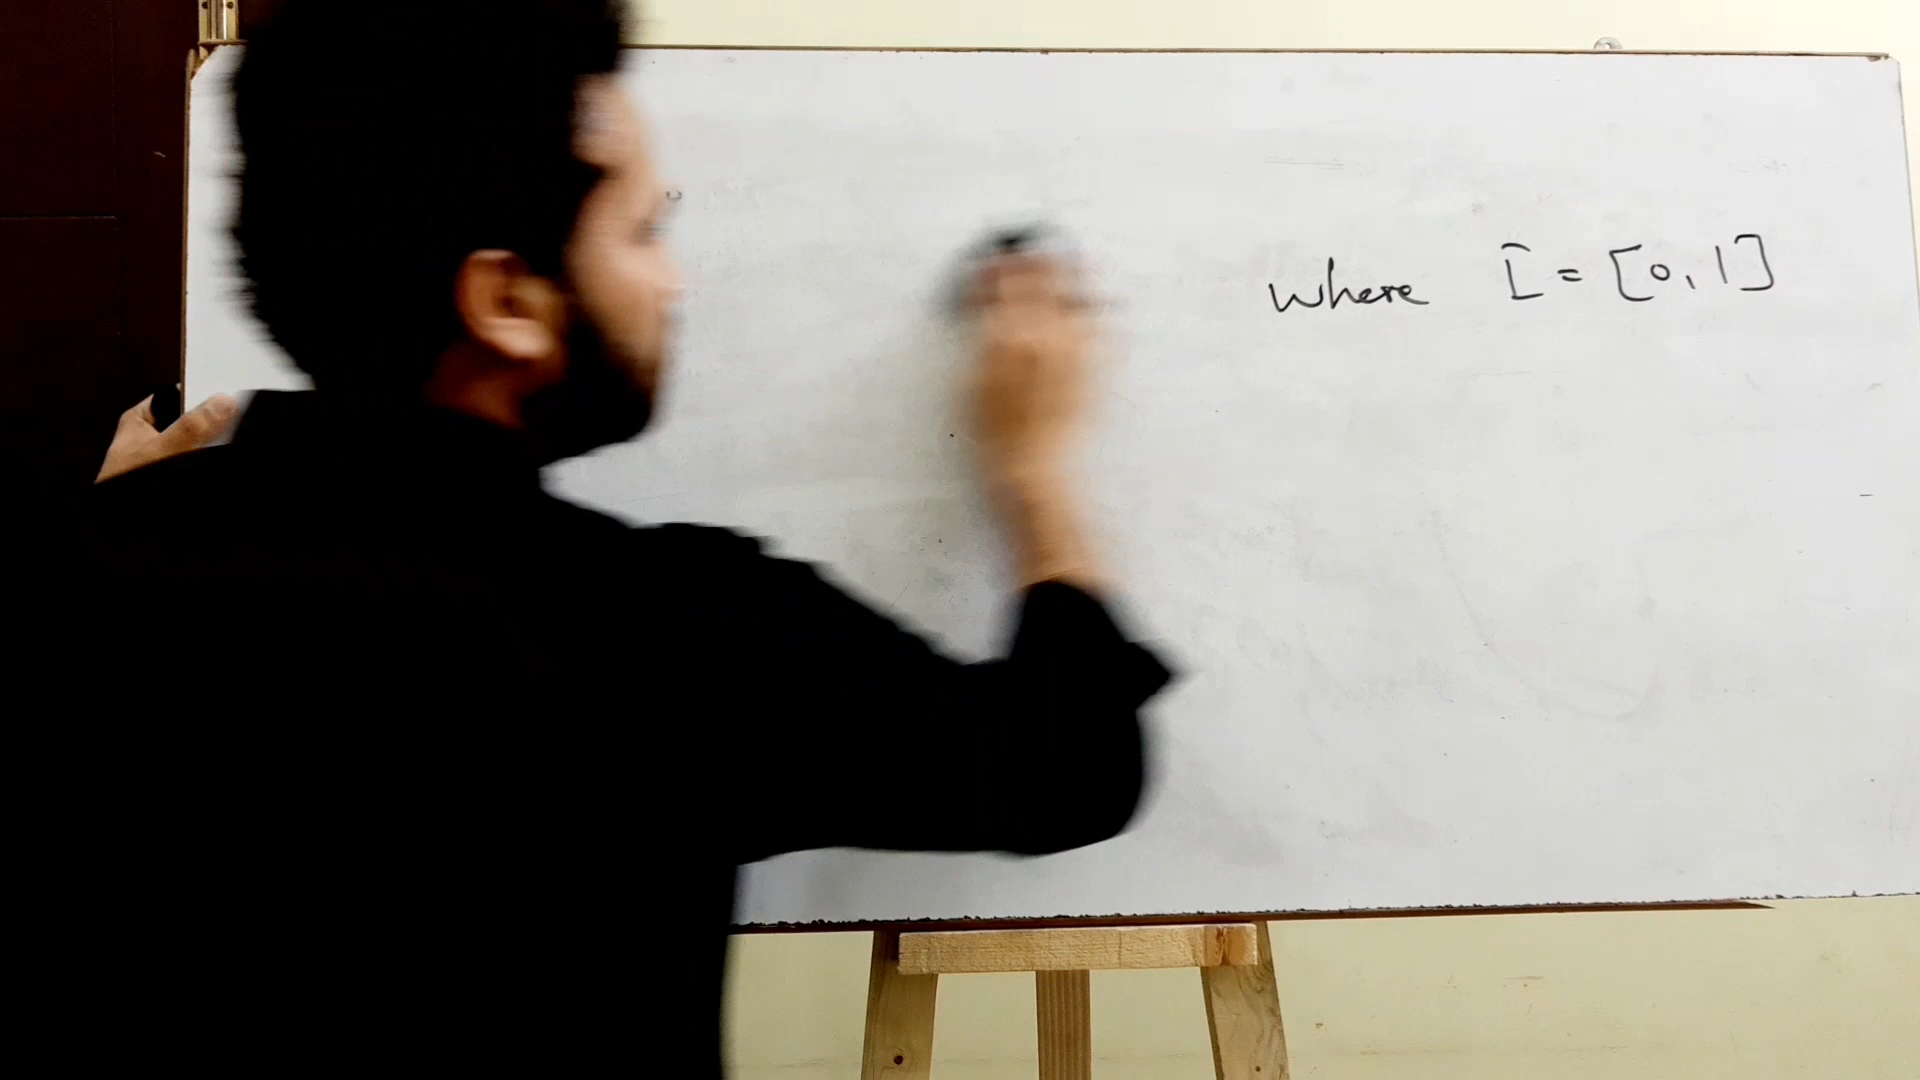 where I = [0, 1]